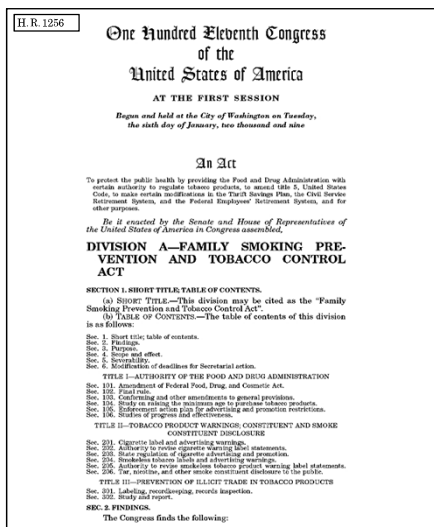 H. R. 1256
One Hundred Eleventh Congress
of the
United States of America
AT THE FIRST SESSION
Begun and held at the City of Washington on Tuesday,
the sixth day of January, two thousand and nine
An Act
To protect the public health by providing the Food and Drug Administration with
certain authority to regulate tobacco products, to amend title 5, United States
Code, to make certain modifications in the Thrift Savings Plan, the Civil Service
Retirement System, and the Federal Employees' Retirement System, and for
other purposes.
Be it enacted by the Senate and House of Representatives of
the United States of America in Congress assembled,
DIVISION A—FAMILY SMOKING PRE-
VENTION AND TOBACCO CONTROL
ACT
SECTION 1. SHORT TITLE; TABLE OF CONTENTS.
(a) SHORT TITLE.—This division may be cited as the "Family
Smoking Prevention and Tobacco Control Act".
(b) TABLE OF CONTENTS.—The table of contents of this division
is as follows:
Sec. 1. Short title; table of contents.
Sec. 2. Findings.
Sec. 3. Purpose.
Sec. 4. Scope and effect.
Sec. 5. Severability.
Sec. 6. Modification of deadlines for Secretarial action.
TITLE I—AUTHORITY OF THE FOOD AND DRUG ADMINISTRATION
Sec. 101. Amendment of Federal Food, Drug, and Cosmetic Act.
Sec. 102. Final rule.
Sec. 103. Conforming and other amendments to general provisions.
Sec. 104. Study on raising the minimum age to purchase tobacco products.
Sec. 105. Enforcement action plan for advertising and promotion restrictions.
Sec. 106. Studies of progress and effectiveness.
TITLE II—TOBACCO PRODUCT WARNINGS; CONSTITUENT AND SMOKE
CONSTITUENT DISCLOSURE
Sec. 201. Cigarette label and advertising warnings.
Sec. 202. Authority to revise cigarette warning label statements.
Sec. 203. State regulation of cigarette advertising and promotion.
Sec. 204. Smokeless tobacco labels and advertising warnings.
Sec. 205. Authority to revise smokeless tobacco product warning label statements.
Sec. 206. Tar, nicotine, and other smoke constituent disclosure to the public.
TITLE III—PREVENTION OF ILLICIT TRADE IN TOBACCO PRODUCTS
Sec. 301. Labeling, recordkeeping, records inspection.
Sec. 302. Study and report.
SEC. 2. FINDINGS.
The Congress finds the following: